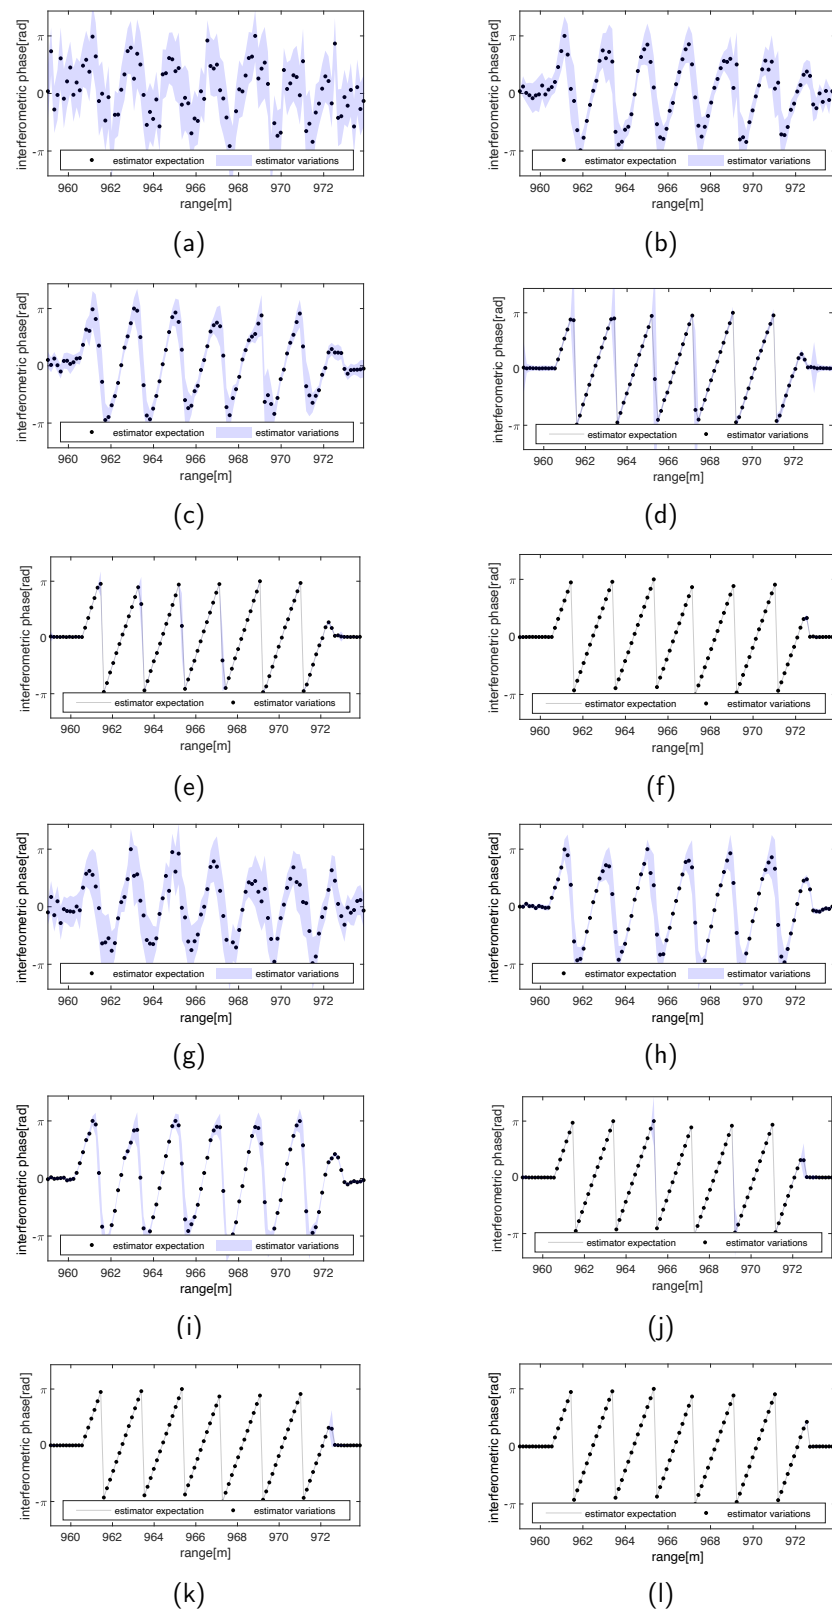 interferometric phase[rad]
π
0
-π
estimator expectation estimator variations
960 962 964 966 968 970 972
range[m]
(a)
interferometric phase[rad]
π
0
-π
estimator expectation estimator variations
960 962 964 966 968 970 972
range[m]
(b)
interferometric phase[rad]
π
0
-π
estimator expectation estimator variations
960 962 964 966 968 970 972
range[m]
(c)
interferometric phase[rad]
π
0
-π
estimator expectation estimator variations
960 962 964 966 968 970 972
range[m]
(d)
interferometric phase[rad]
π
0
-π
estimator expectation estimator variations
960 962 964 966 968 970 972
range[m]
(e)
interferometric phase[rad]
π
0
-π
estimator expectation estimator variations
960 962 964 966 968 970 972
range[m]
(f)
interferometric phase[rad]
π
0
-π
estimator expectation estimator variations
960 962 964 966 968 970 972
range[m]
(g)
interferometric phase[rad]
π
0
-π
estimator expectation estimator variations
960 962 964 966 968 970 972
range[m]
(h)
interferometric phase[rad]
π
0
-π
estimator expectation estimator variations
960 962 964 966 968 970 972
range[m]
(i)
interferometric phase[rad]
π
0
-π
estimator expectation estimator variations
960 962 964 966 968 970 972
range[m]
(j)
interferometric phase[rad]
π
0
-π
estimator expectation estimator variations
960 962 964 966 968 970 972
range[m]
(k)
interferometric phase[rad]
π
0
-π
estimator expectation estimator variations
960 962 964 966 968 970 972
range[m]
(l)